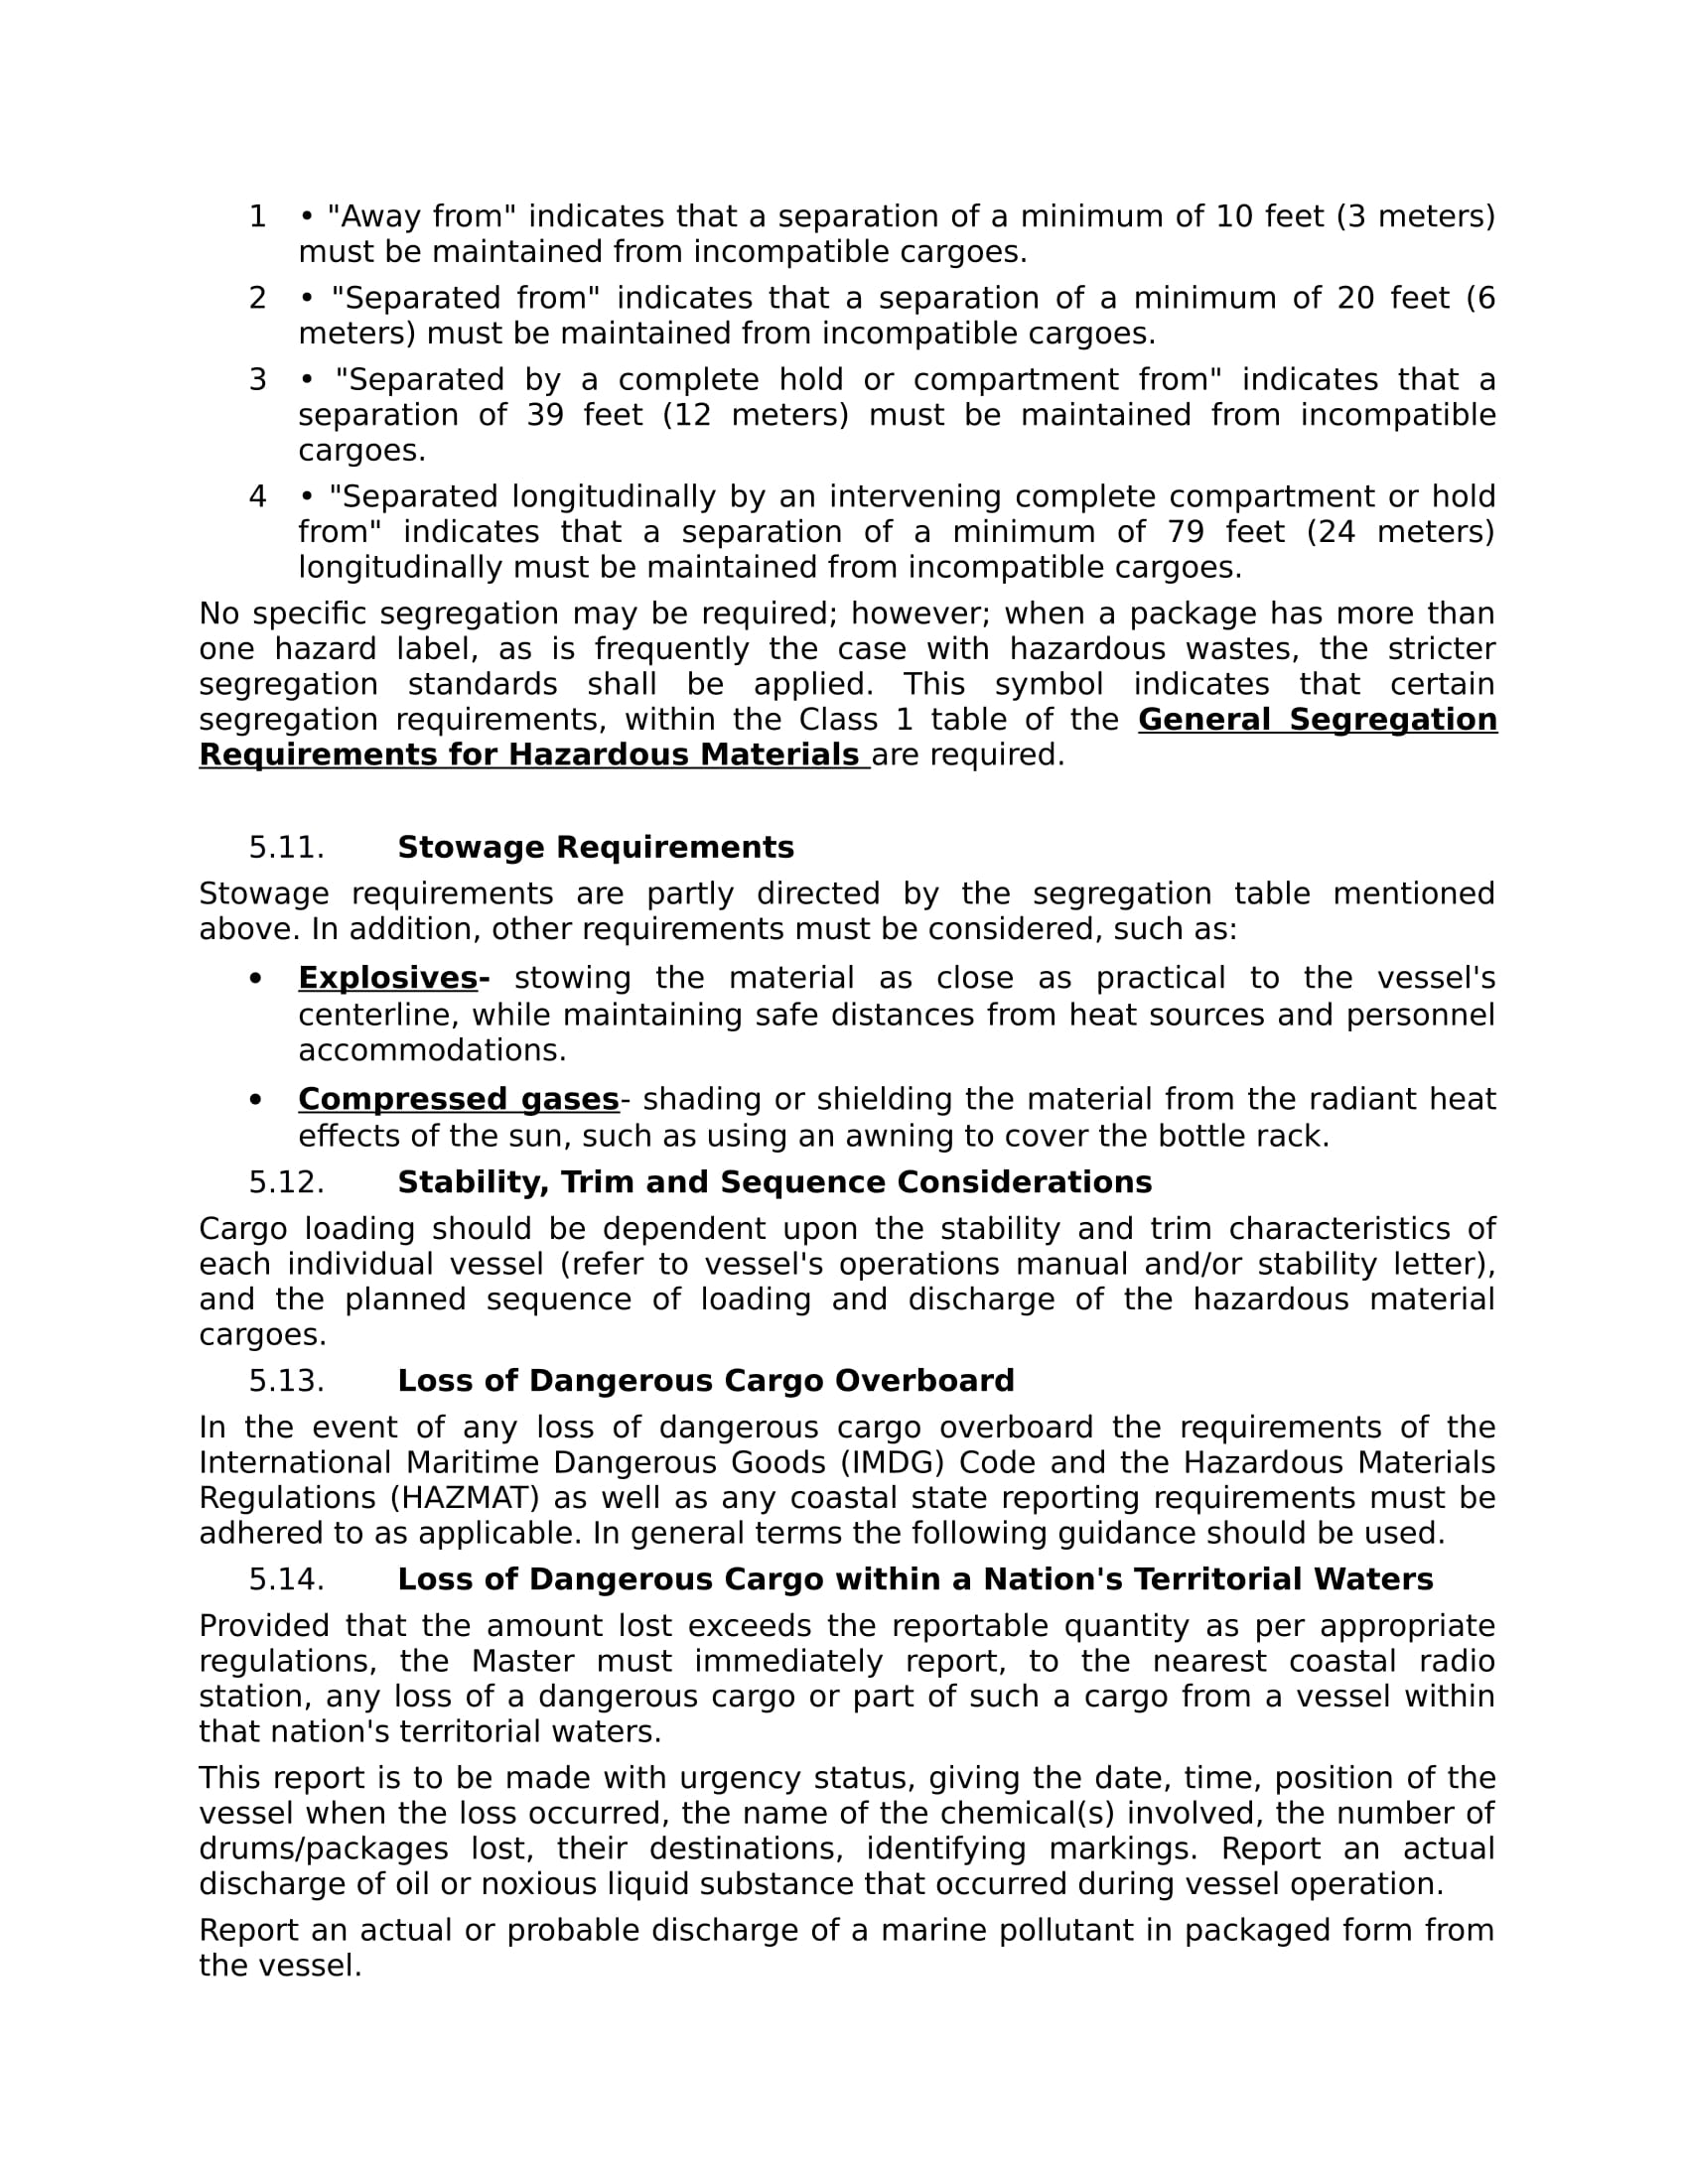 1 • "Away from" indicates that a separation of a minimum of 10 feet (3 meters)
must be maintained from incompatible cargoes.
2 • "Separated from" indicates that a separation of a minimum of 20 feet (6
meters) must be maintained from incompatible cargoes.
3 • "Separated by a complete hold or compartment from" indicates that a
separation of 39 feet (12 meters) must be maintained from incompatible
cargoes.
4 • "Separated longitudinally by an intervening complete compartment or hold
from" indicates that a separation of a minimum of 79 feet (24 meters)
longitudinally must be maintained from incompatible cargoes.
No specific segregation may be required; however; when a package has more than
one hazard label, as is frequently the case with hazardous wastes, the stricter
segregation standards shall be applied. This symbol indicates that certain
segregation requirements, within the Class 1 table of the General Segregation
Requirements for Hazardous Materials are required.
5.11. Stowage Requirements
Stowage requirements are partly directed by the segregation table mentioned
above. In addition, other requirements must be considered, such as:
• Explosives- stowing the material as close as practical to the vessel's
centerline, while maintaining safe distances from heat sources and personnel
accommodations.
• Compressed gases- shading or shielding the material from the radiant heat
effects of the sun, such as using an awning to cover the bottle rack.
5.12. Stability, Trim and Sequence Considerations
Cargo loading should be dependent upon the stability and trim characteristics of
each individual vessel (refer to vessel's operations manual and/or stability letter),
and the planned sequence of loading and discharge of the hazardous material
cargoes.
5.13. Loss of Dangerous Cargo Overboard
In the event of any loss of dangerous cargo overboard the requirements of the
International Maritime Dangerous Goods (IMDG) Code and the Hazardous Materials
Regulations (HAZMAT) as well as any coastal state reporting requirements must be
adhered to as applicable. In general terms the following guidance should be used.
5.14. Loss of Dangerous Cargo within a Nation's Territorial Waters
Provided that the amount lost exceeds the reportable quantity as per appropriate
regulations, the Master must immediately report, to the nearest coastal radio
station, any loss of a dangerous cargo or part of such a cargo from a vessel within
that nation's territorial waters.
This report is to be made with urgency status, giving the date, time, position of the
vessel when the loss occurred, the name of the chemical(s) involved, the number of
drums/packages lost, their destinations, identifying markings. Report an actual
discharge of oil or noxious liquid substance that occurred during vessel operation.
Report an actual or probable discharge of a marine pollutant in packaged form from
the vessel.